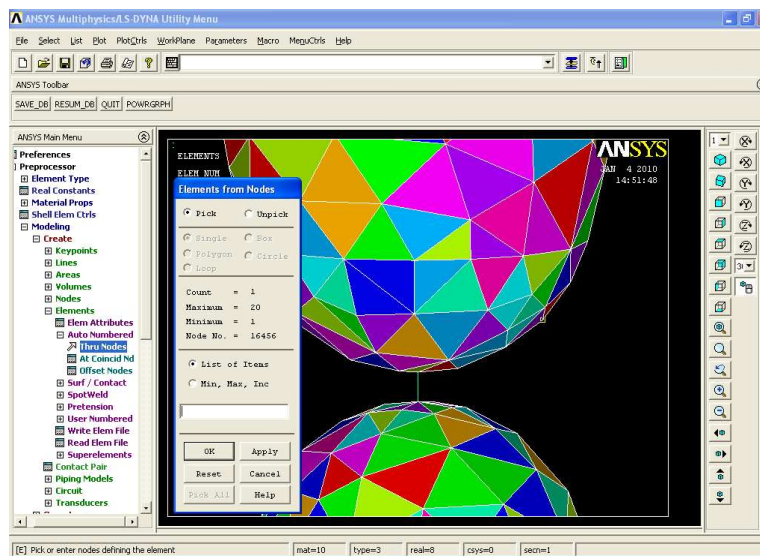 ANSYS Multiphysics/LS-DYNA Utility Menu
File Select List Plot PlotCtrls WorkPlane Parameters Macro MenuCtrls Help
ANSYS Toolbar
SAVE_DB RESUM_DB QUIT POWRGRPH
ANSYS Main Menu
Preferences
Preprocessor
Element Type
Real Constants
Material Props
Shell Elem Ctrls
Modeling
Create
Keypoints
Lines
Areas
Volumes
Nodes
Elements
Elem Attributes
Auto Numbered
Thru Nodes
At Coincid Nd
Offset Nodes
Surf / Contact
SpotWeld
Pretension
User Numbered
Write Elem File
Read Elem File
Superelements
Contact Pair
Piping Models
Circuit
Transducers
ELEMENTS
ELEM NUM
Elements from Nodes
Pick Unpick
Single Box
Polygon Circle
Loop
Count = 1
Maximum = 20
Minimum = 1
Node No. = 16456
List of Items
Min, Max, Inc
OK Apply
Reset Cancel
Pick All Help
ANSYS
JAN 4 2010
14:51:48
1
[E] Pick or enter nodes defining the element
mat=10 type=3 real=8 csys=0 secn=1